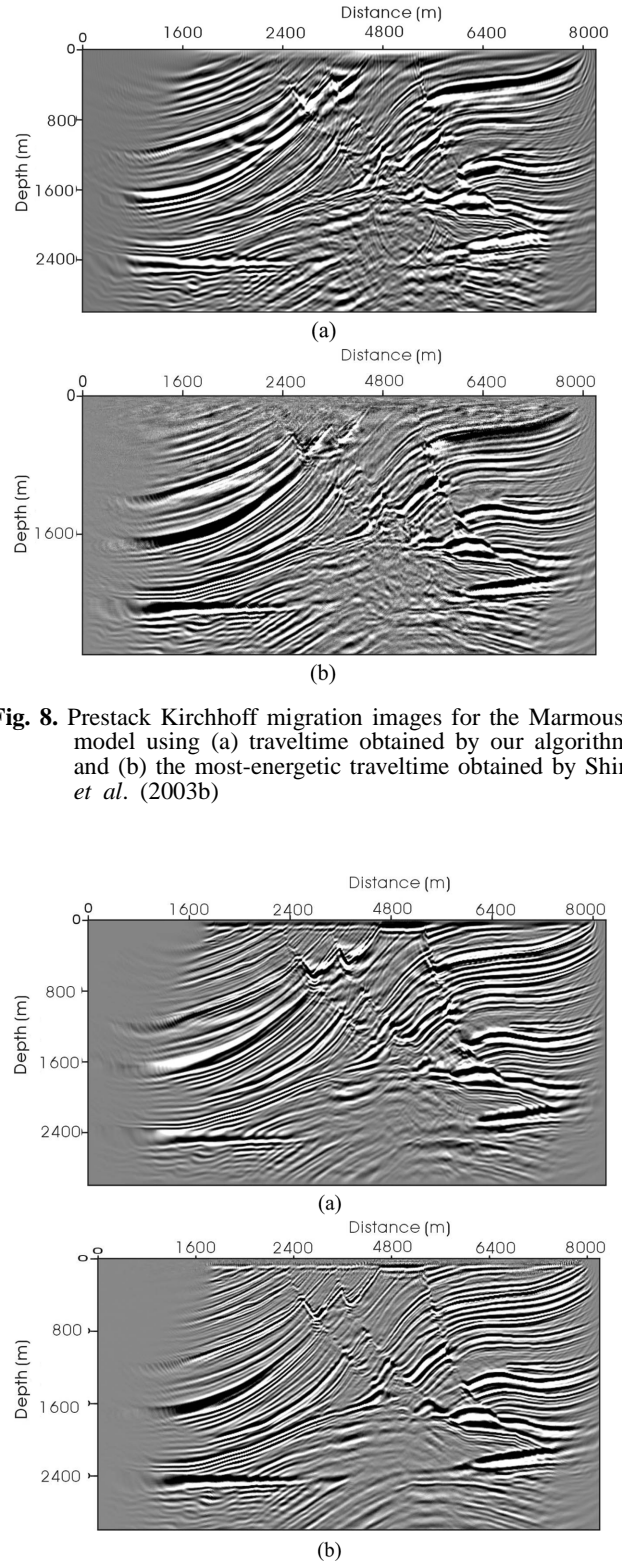 Distance (m)
0 1600 2400 4800 6400 8000
0
800
1600
2400
Depth (m)
(a)
Distance (m)
0 1600 2400 4800 6400 8000
0
1600
Depth (m)
(b)
Fig. 8. Prestack Kirchhoff migration images for the Marmous
model using (a) traveltime obtained by our algorithm
and (b) the most-energetic traveltime obtained by Shin
et al. (2003b)
Distance (m)
0 1600 2400 4800 6400 8000
0
800
1600
2400
Depth (m)
(a)
Distance (m)
0 1600 2400 4800 6400 8000
0
800
1600
2400
Depth (m)
(b)